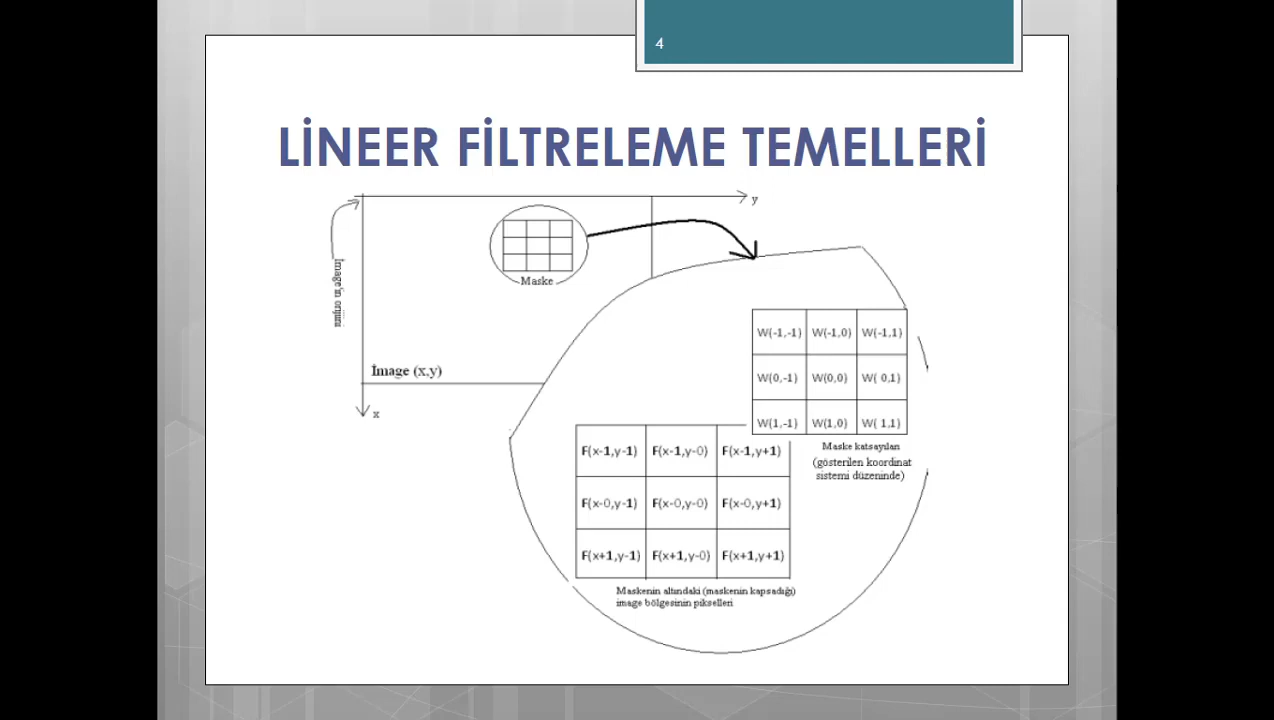 4
LİNEER FİLTRELEME TEMELLERİ
y
Maske
İmage'in orijini
İmage (x,y)
x
W(-1,-1) W(-1,0) W(-1,1)
W(0,-1) W(0,0) W( 0,1)
W(1,-1) W(1,0) W( 1,1)
Maske katsayıları
(gösterilen koordinat
sistemi düzeninde)
F(x-1,y-1) F(x-1,y-0) F(x-1,y+1)
F(x-0,y-1) F(x-0,y-0) F(x-0,y+1)
F(x+1,y-1) F(x+1,y-0) F(x+1,y+1)
Maskenin altındaki (maskenin kapsadığı)
image bölgesinin pikselleri